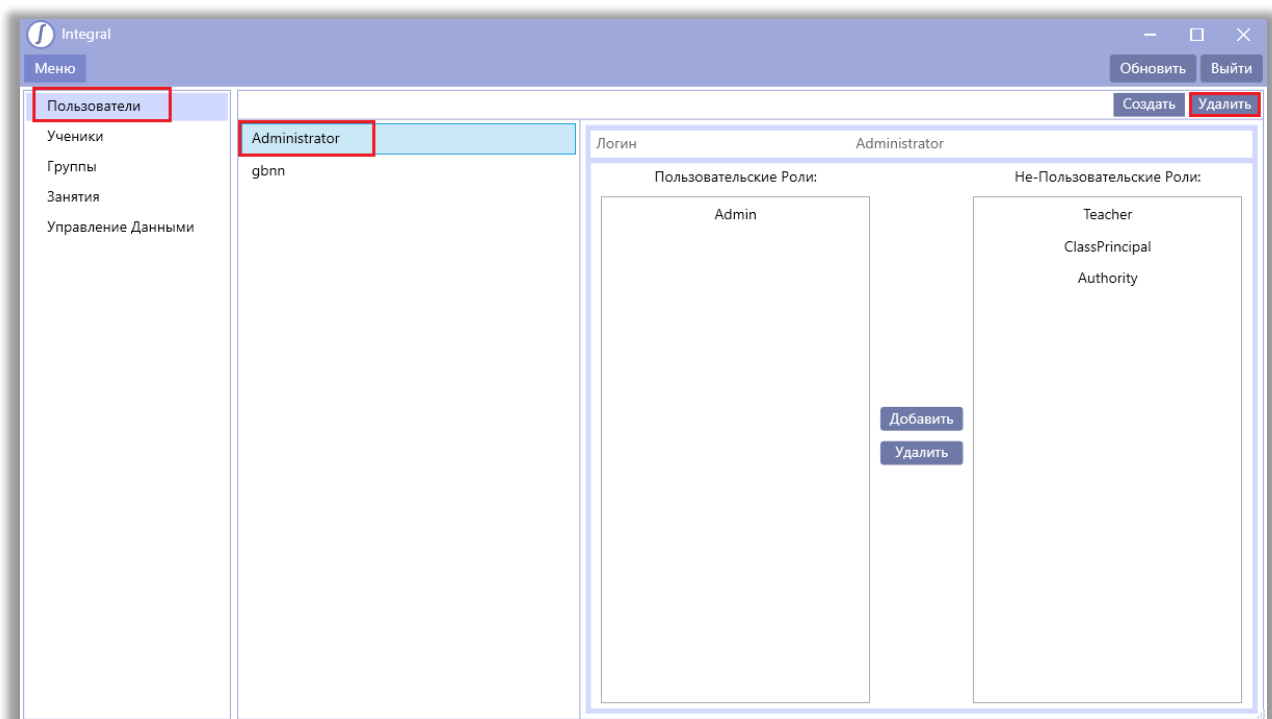 Integral
Меню
Обновить Выйти
Пользователи
Ученики
Группы
Занятия
Управление Данными
Создать Удалить
Administrator
gbnn
Логин Administrator
Пользовательские Роли:
Не-Пользовательские Роли:
Admin
Teacher
ClassPrincipal
Authority
Добавить
Удалить